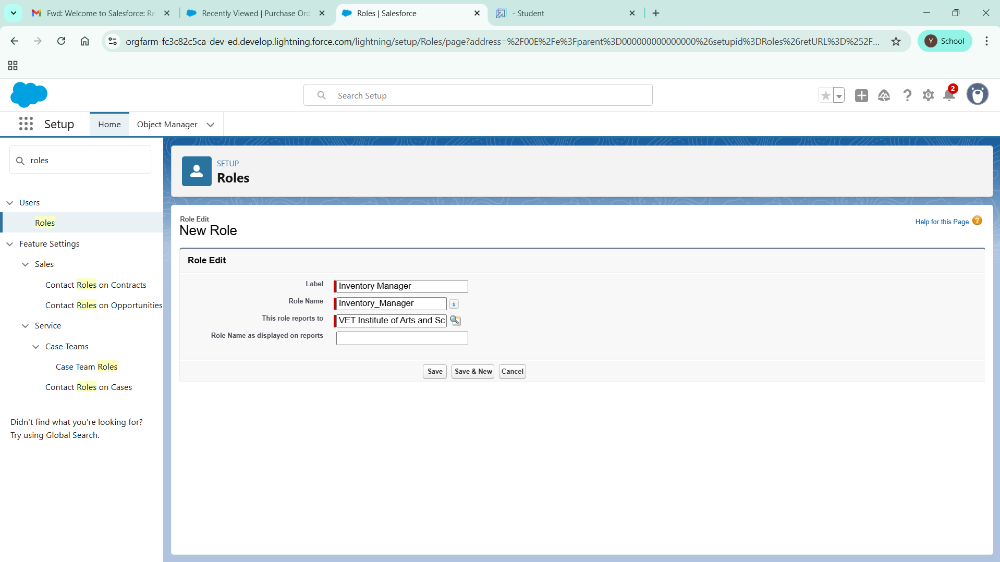 Fwd: Welcome to Salesforce: Re
Recently Viewed | Purchase Ord
Roles | Salesforce
- Student
orgfarm-fc3c82c5ca-dev-ed.develop.lightning.force.com/lightning/setup/Roles/page?address=%2F00E%2Fe%3Fparent%3D000000000000000%26setupid%3DRoles%26retURL%3D%252F...
Y School
Search Setup
2
Setup
Home
Object Manager
roles
Users
Roles
Feature Settings
Sales
Contact Roles on Contracts
Contact Roles on Opportunities
Service
Case Teams
Case Team Roles
Contact Roles on Cases
Didn't find what you're looking for?
Try using Global Search.
SETUP
Roles
Role Edit
New Role
Help for this Page ?
Role Edit
Label Inventory Manager
Role Name Inventory_Manager i
This role reports to VET Institute of Arts and Sc
Role Name as displayed on reports
Save Save & New Cancel